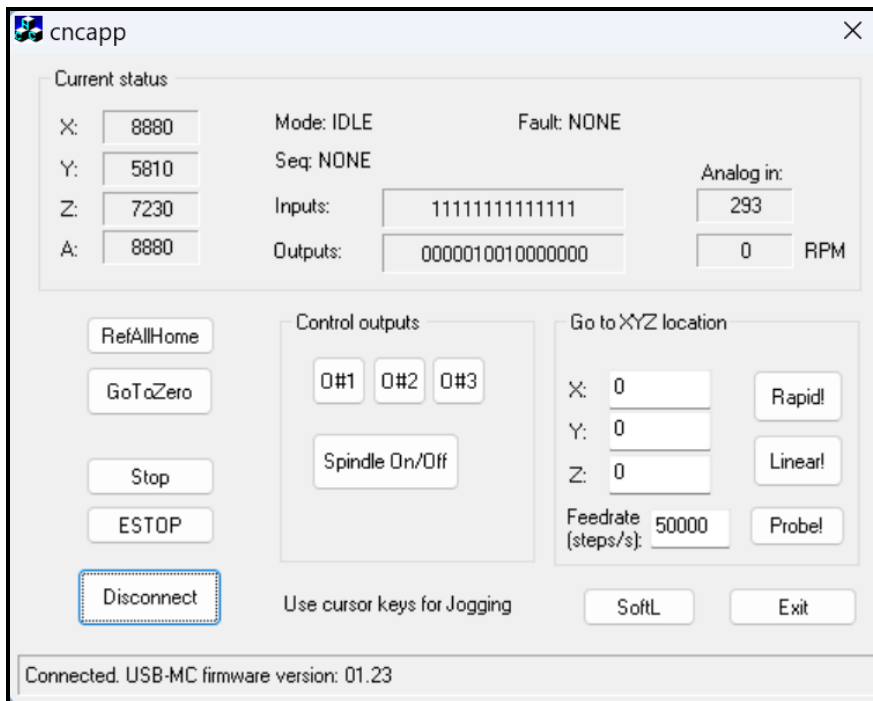 cncapp
Current status
X: 8880
Mode: IDLE Fault: NONE
Y: 5810
Seq: NONE
Analog in:
Z: 7230
Inputs: 11111111111111
293
A: 8880
Outputs: 0000010010000000
0 RPM
RefAllHome
GoToZero
Stop
ESTOP
Disconnect
Control outputs
O#1 O#2 O#3
Spindle On/Off
Go to XYZ location
X: 0
Y: 0
Z: 0
Feedrate
(steps/s): 50000
Rapid!
Linear!
Probe!
Use cursor keys for Jogging
SoftL
Exit
Connected. USB-MC firmware version: 01.23